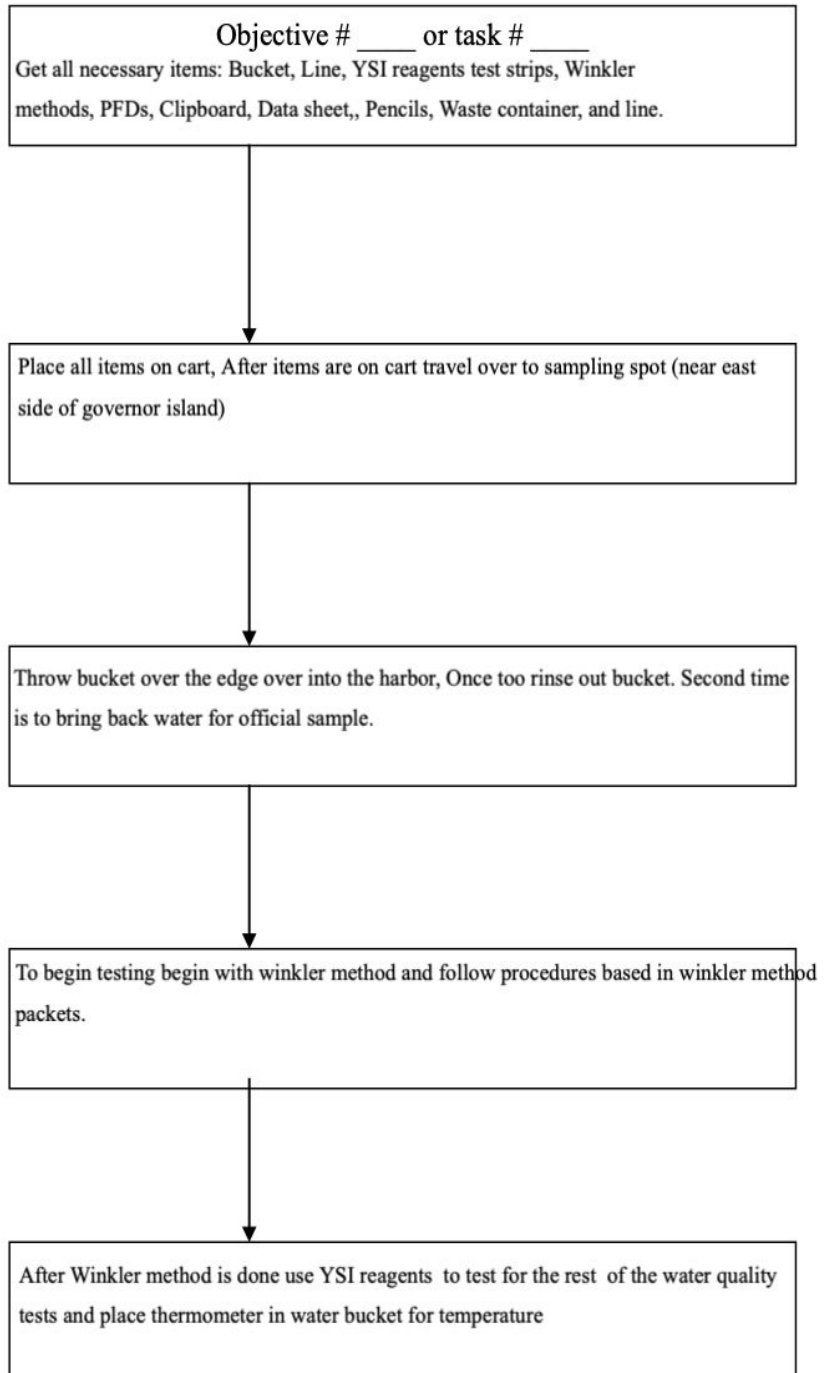 Objective # ____ or task # ____
Get all necessary items: Bucket, Line, YSI reagents test strips, Winkler
methods, PFDs, Clipboard, Data sheet,, Pencils, Waste container, and line.
Place all items on cart, After items are on cart travel over to sampling spot (near east
side of governor island)
Throw bucket over the edge over into the harbor, Once too rinse out bucket. Second time
is to bring back water for official sample.
To begin testing begin with winkler method and follow procedures based in winkler method
packets.
After Winkler method is done use YSI reagents to test for the rest of the water quality
tests and place thermometer in water bucket for temperature